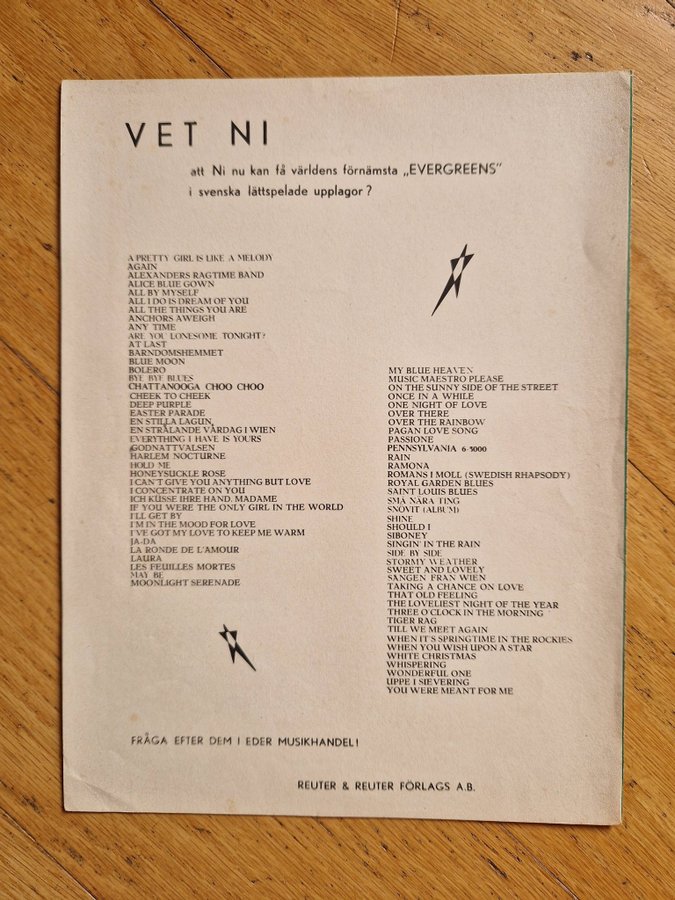 VET NI
att Ni nu kan få världens förnämsta „EVERGREENS”
i svenska lättspelade upplagor?
A PRETTY GIRL IS LIKE A MELODY
AGAIN
ALEXANDERS RAGTIME BAND
ALICE BLUE GOWN
ALL BY MYSELF
ALL I DO IS DREAM OF YOU
ALL THE THINGS YOU ARE
ANCHORS AWEIGH
ANY TIME
ARE YOU LONESOME TONIGHT?
AT LAST
BARNDOMSHEMMET
BLUE MOON
BOLERO
BYE BYE BLUES
CHATTANOOGA CHOO CHOO
CHEEK TO CHEEK
DEEP PURPLE
EASTER PARADE
EN STILLA LAGUN
EN STRÅLANDE VÅRDAG I WIEN
EVERYTHING I HAVE IS YOURS
GODNATTVALSEN
HARLEM NOCTURNE
HOLD ME
HONEYSUCKLE ROSE
I CAN'T GIVE YOU ANYTHING BUT LOVE
I CONCENTRATE ON YOU
ICH KÜSSE IHRE HAND, MADAME
IF YOU WERE THE ONLY GIRL IN THE WORLD
I'LL GET BY
I'M IN THE MOOD FOR LOVE
I'VE GOT MY LOVE TO KEEP ME WARM
JA-DA
LA RONDE DE L'AMOUR
LAURA
LES FEUILLES MORTES
MAY BE
MOONLIGHT SERENADE
MY BLUE HEAVEN
MUSIC MAESTRO PLEASE
ON THE SUNNY SIDE OF THE STREET
ONCE IN A WHILE
ONE NIGHT OF LOVE
OVER THERE
OVER THE RAINBOW
PAGAN LOVE SONG
PASSIONE
PENNSYLVANIA 6-5000
RAIN
RAMONA
ROMANS I MOLL (SWEDISH RHAPSODY)
ROYAL GARDEN BLUES
SAINT LOUIS BLUES
SMÅ NÄRA TING
SNÖVIT (ALBUM)
SHINE
SHOULD I
SIBONEY
SINGIN' IN THE RAIN
SIDE BY SIDE
STORMY WEATHER
SWEET AND LOVELY
SÅNGEN FRÅN WIEN
TAKING A CHANCE ON LOVE
THAT OLD FEELING
THE LOVELIEST NIGHT OF THE YEAR
THREE O'CLOCK IN THE MORNING
TIGER RAG
TILL WE MEET AGAIN
WHEN IT'S SPRINGTIME IN THE ROCKIES
WHEN YOU WISH UPON A STAR
WHITE CHRISTMAS
WHISPERING
WONDERFUL ONE
UPPE I SIEVERING
YOU WERE MEANT FOR ME
FRÅGA EFTER DEM I EDER MUSIKHANDEL!
REUTER & REUTER FÖRLAGS A.B.